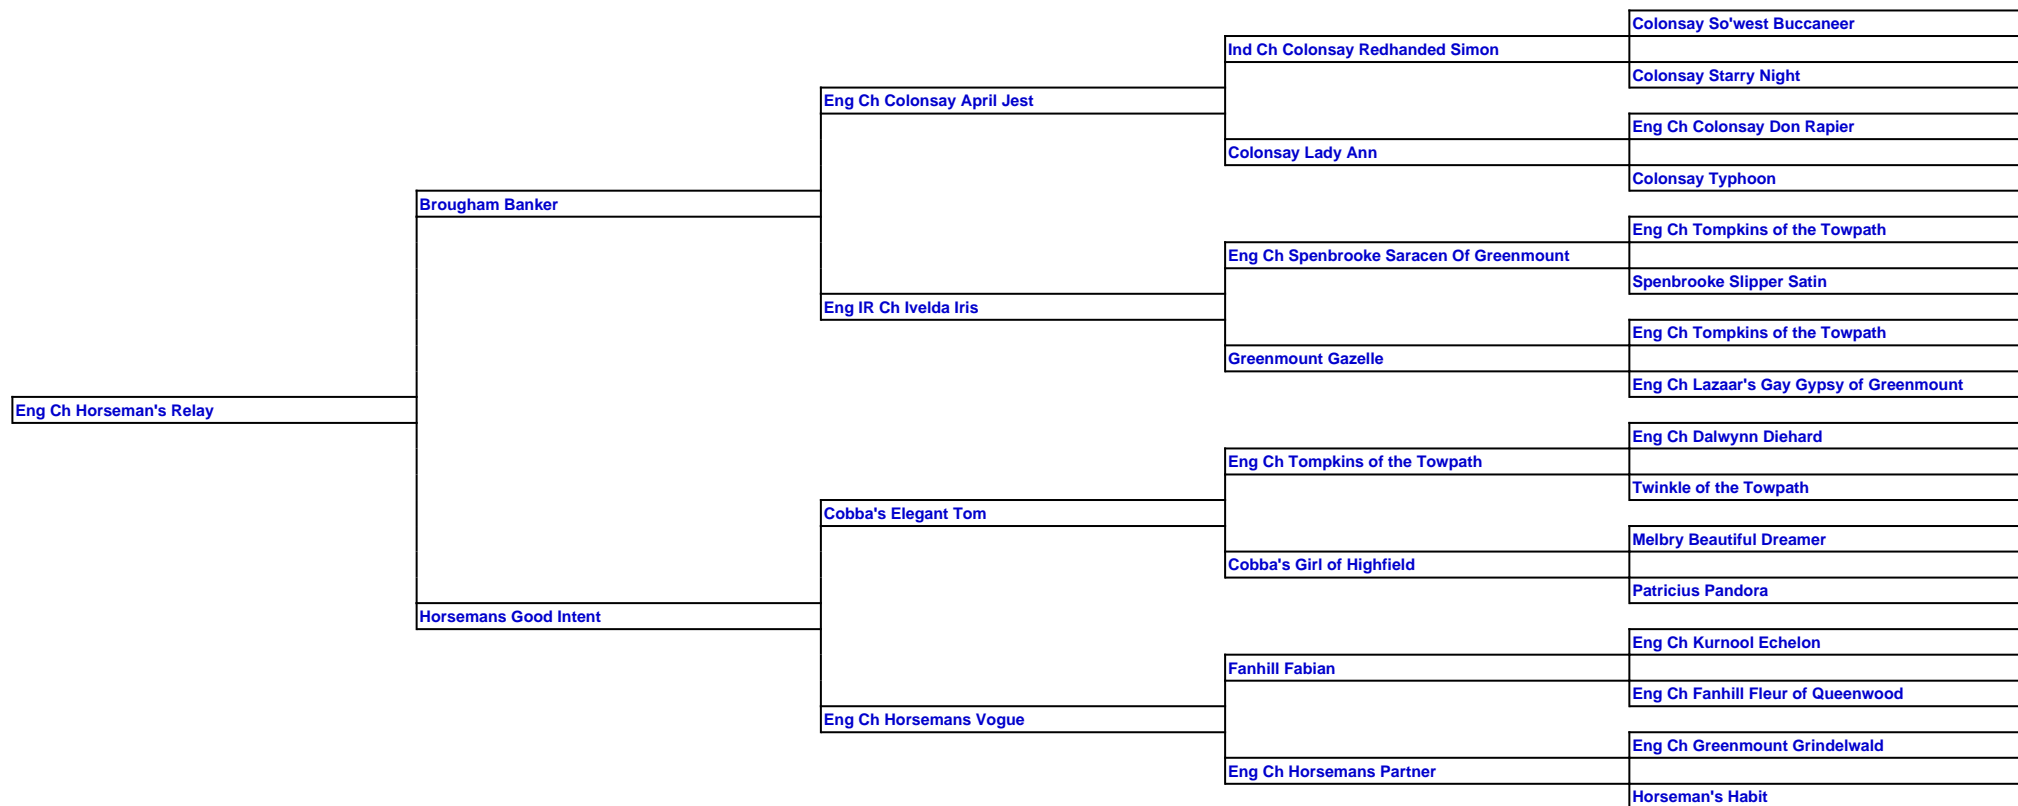 Colonsay So'west Buccaneer
Ind Ch Colonsay Redhanded Simon
Colonsay Starry Night
Eng Ch Colonsay April Jest
Eng Ch Colonsay Don Rapier
Colonsay Lady Ann
Colonsay Typhoon
Brougham Banker
Eng Ch Tompkins of the Towpath
Eng Ch Spenbrooke Saracen Of Greenmount
Spenbrooke Slipper Satin
Eng IR Ch Ivelda Iris
Eng Ch Tompkins of the Towpath
Greenmount Gazelle
Eng Ch Lazaar's Gay Gypsy of Greenmount
Eng Ch Horseman's Relay
Eng Ch Dalwynn Diehard
Eng Ch Tompkins of the Towpath
Twinkle of the Towpath
Cobba's Elegant Tom
Melbry Beautiful Dreamer
Cobba's Girl of Highfield
Patricius Pandora
Horsemans Good Intent
Eng Ch Kurnool Echelon
Fanhill Fabian
Eng Ch Fanhill Fleur of Queenwood
Eng Ch Horsemans Vogue
Eng Ch Greenmount Grindelwald
Eng Ch Horsemans Partner
Horseman's Habit